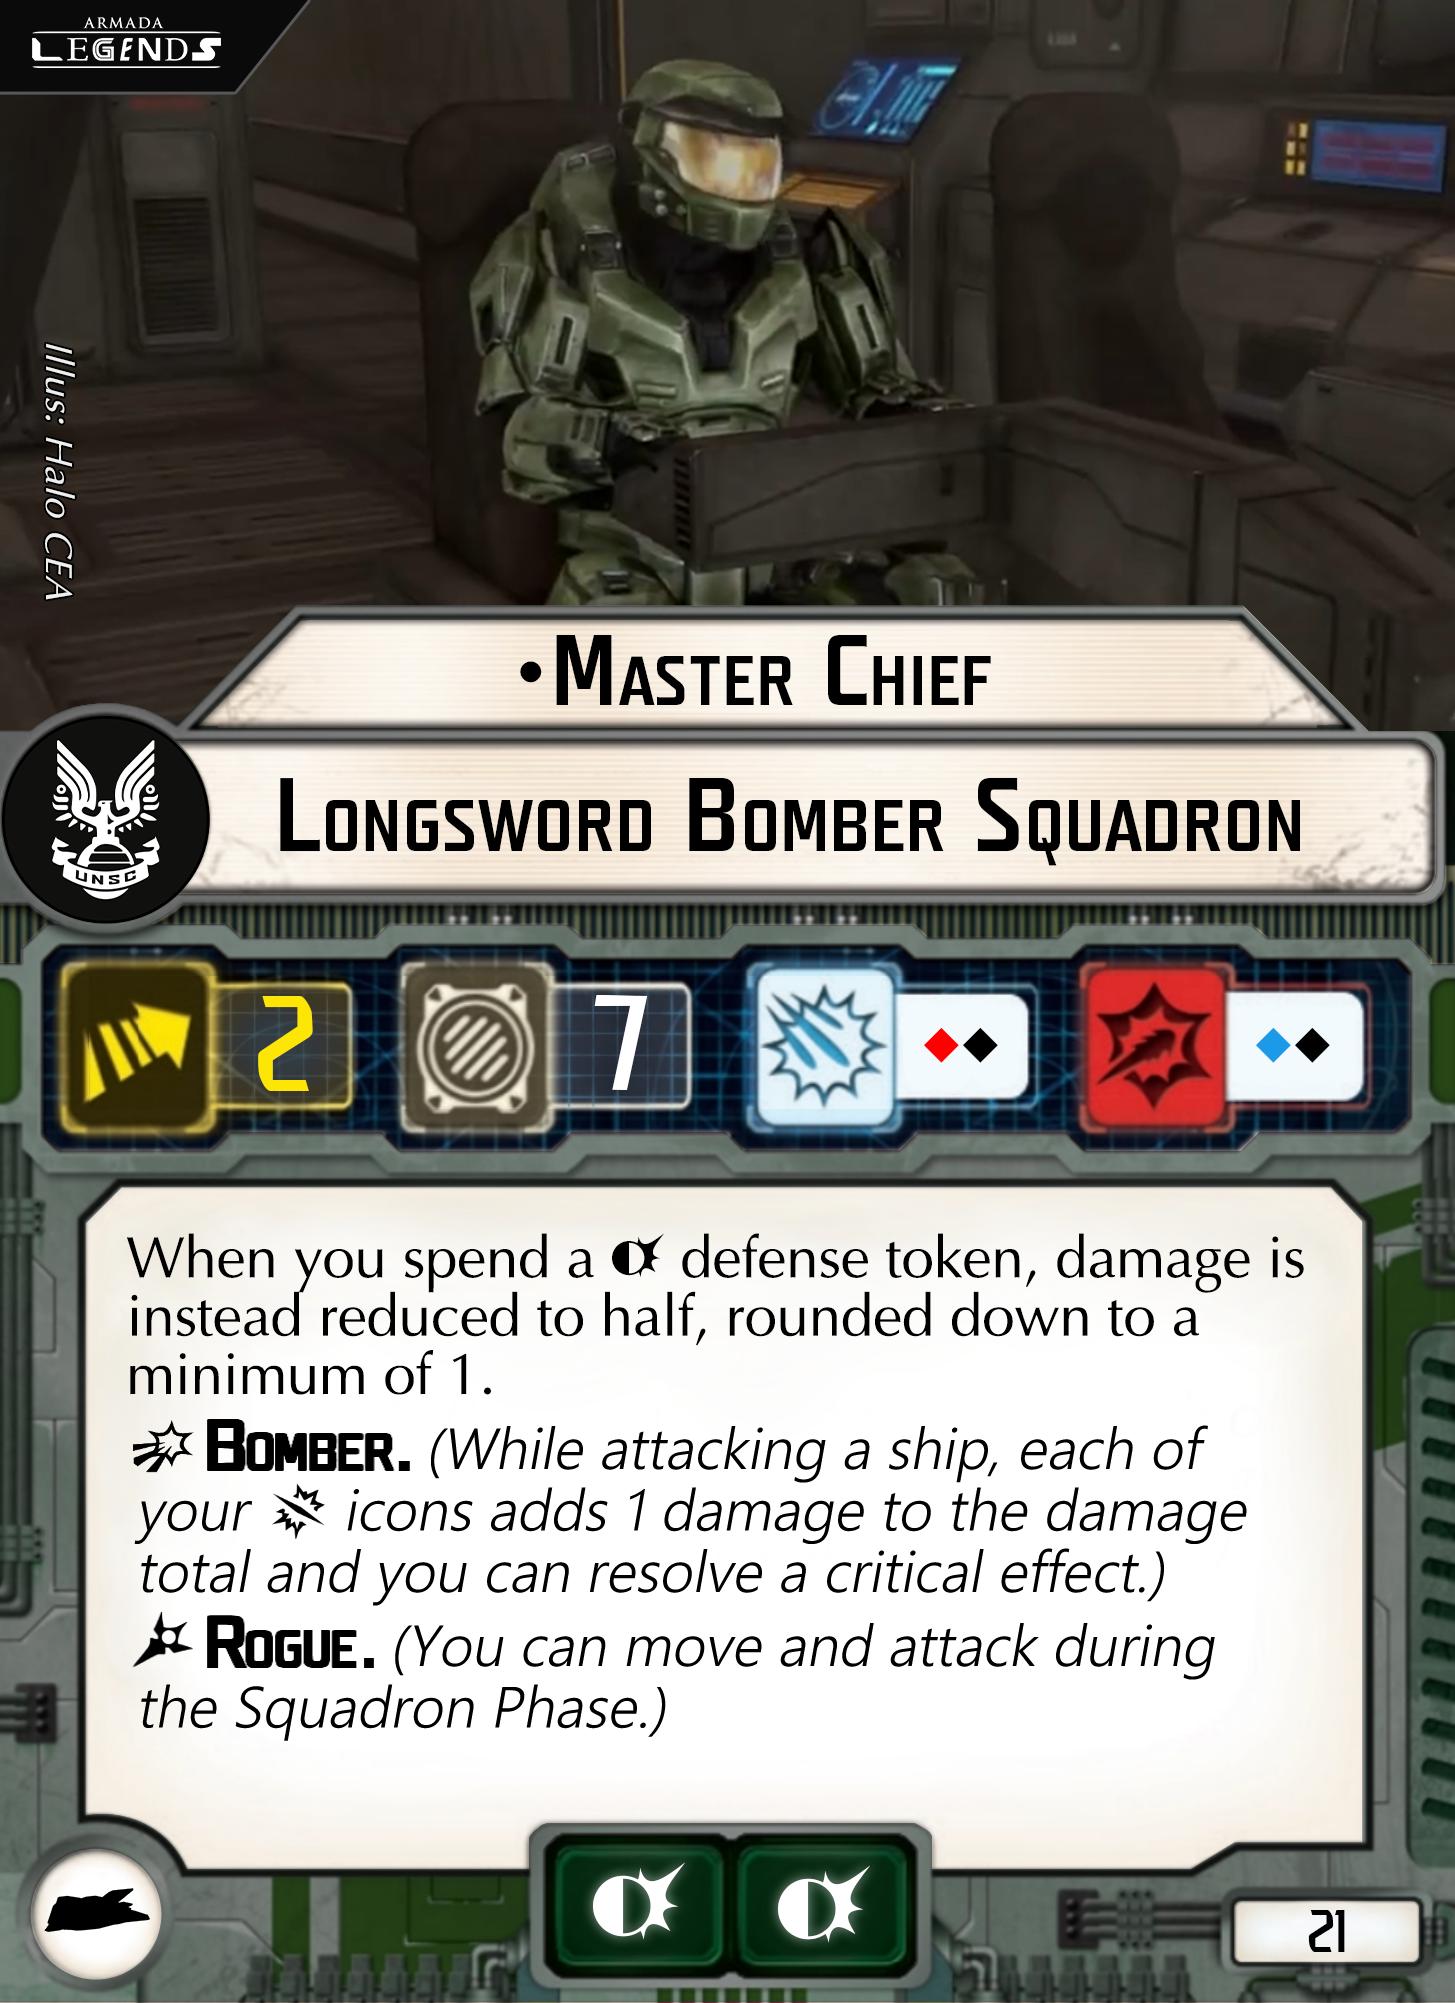 ARMADA
LEGENDS
Illus: Halo CEA
•Master Chief
Longsword Bomber Squadron
UNSC
2
7
When you spend a defense token, damage is
instead reduced to half, rounded down to a
minimum of 1.
Bomber. (While attacking a ship, each of
your icons adds 1 damage to the damage
total and you can resolve a critical effect.)
Rogue. (You can move and attack during
the Squadron Phase.)
21